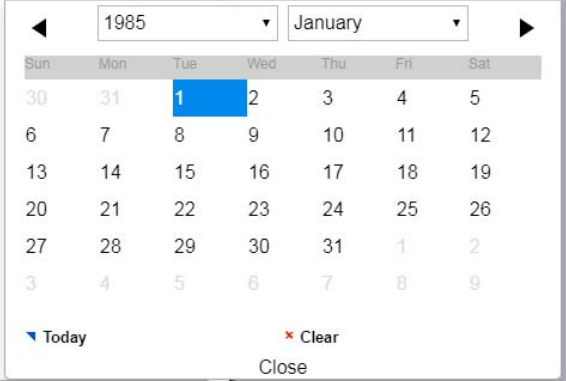 1985 January
Sun Mon Tue Wed Thu Fri Sat
30 31 1 2 3 4 5
6 7 8 9 10 11 12
13 14 15 16 17 18 19
20 21 22 23 24 25 26
27 28 29 30 31 1 2
3 4 5 6 7 8 9
Today Clear
Close